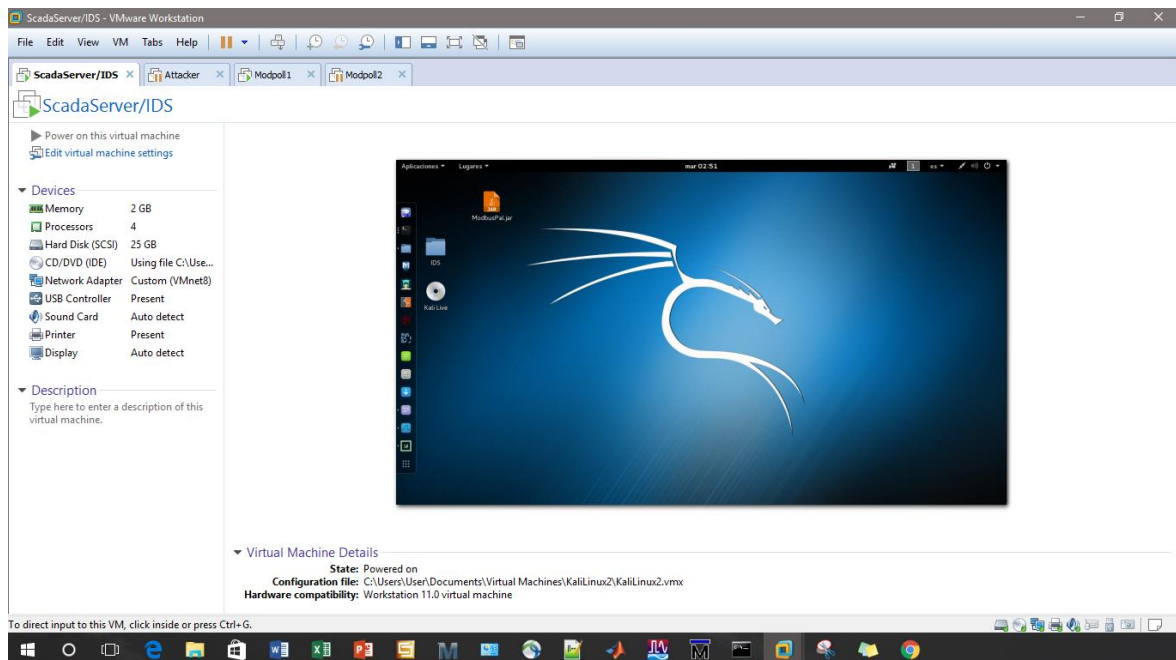 ScadaServer/IDS - VMware Workstation
File Edit View VM Tabs Help
ScadaServer/IDS Attacker Modpoll1 Modpoll2
ScadaServer/IDS
Power on this virtual machine
Edit virtual machine settings
Devices
Memory 2 GB
Processors 4
Hard Disk (SCSI) 25 GB
CD/DVD (IDE) Using file C:\Use...
Network Adapter Custom (VMnet8)
USB Controller Present
Sound Card Auto detect
Printer Present
Display Auto detect
Description
Type here to enter a description of this
virtual machine.
Aplicaciones Lugares mar 02:51 1 es
ModbusPal.jar
IDS
Kali Live
Virtual Machine Details
State: Powered on
Configuration file: C:\Users\User\Documents\Virtual Machines\KaliLinux2\KaliLinux2.vmx
Hardware compatibility: Workstation 11.0 virtual machine
To direct input to this VM, click inside or press Ctrl+G.